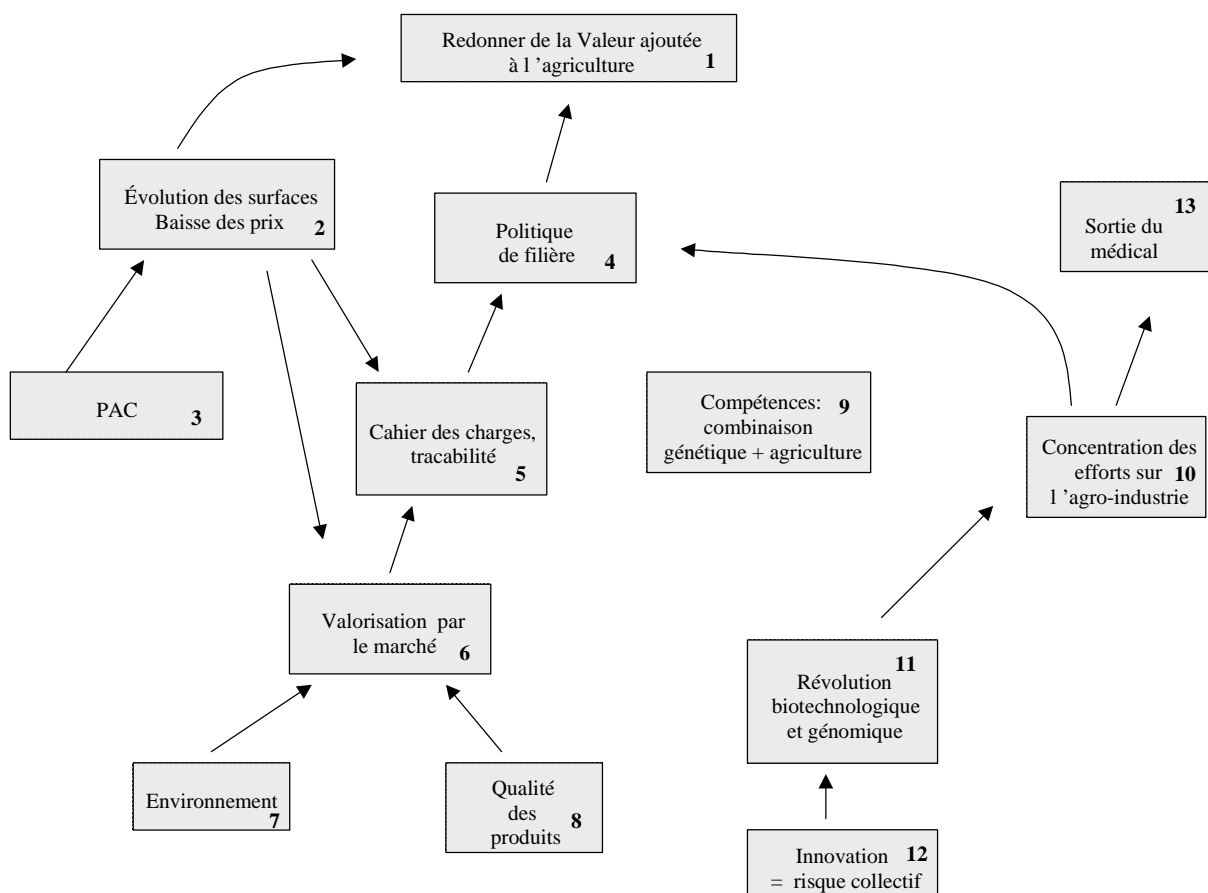 Redonner de la Valeur ajoutée
à l ’agriculture 1
Évolution des surfaces
Baisse des prix 2
Politique
de filière 4
13
Sortie du
médical
PAC 3
Cahier des charges,
tracabilité
5
Compétences: 9
combinaison
génétique + agriculture
Concentration des
efforts sur 10
l ’agro-industrie
Valorisation par
le marché 6
11
Révolution
biotechnologique
et génomique
Environnement
7
Qualité
des
produits 8
Innovation 12
= risque collectif